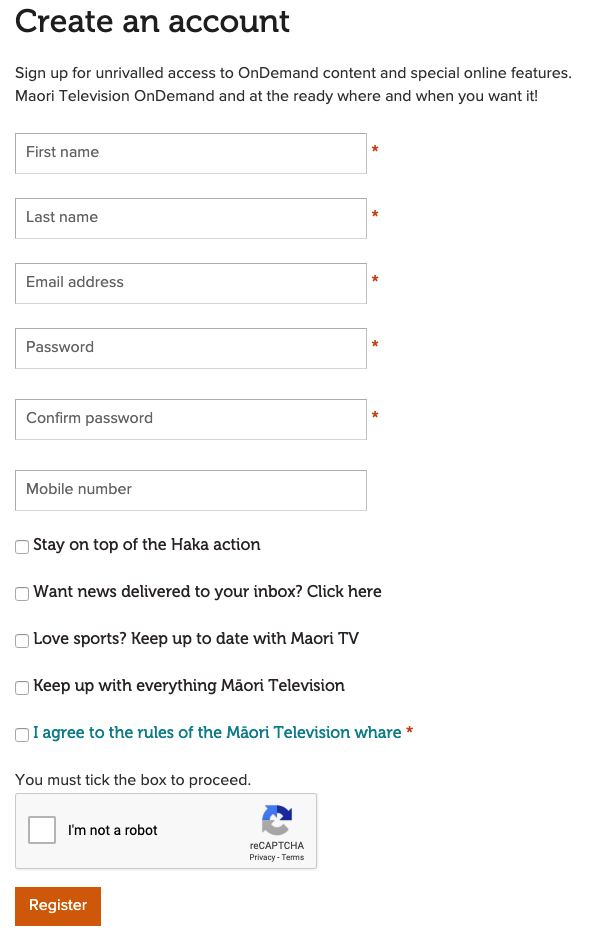 Create an account
Sign up for unrivalled access to OnDemand content and special online features.
Maori Television OnDemand and at the ready where and when you want it!
First name *
Last name *
Email address *
Password *
Confirm password *
Mobile number
Stay on top of the Haka action
Want news delivered to your inbox? Click here
Love sports? Keep up to date with Maori TV
Keep up with everything Māori Television
I agree to the rules of the Māori Television whare *
You must tick the box to proceed.
I'm not a robot
reCAPTCHA
Privacy - Terms
Register